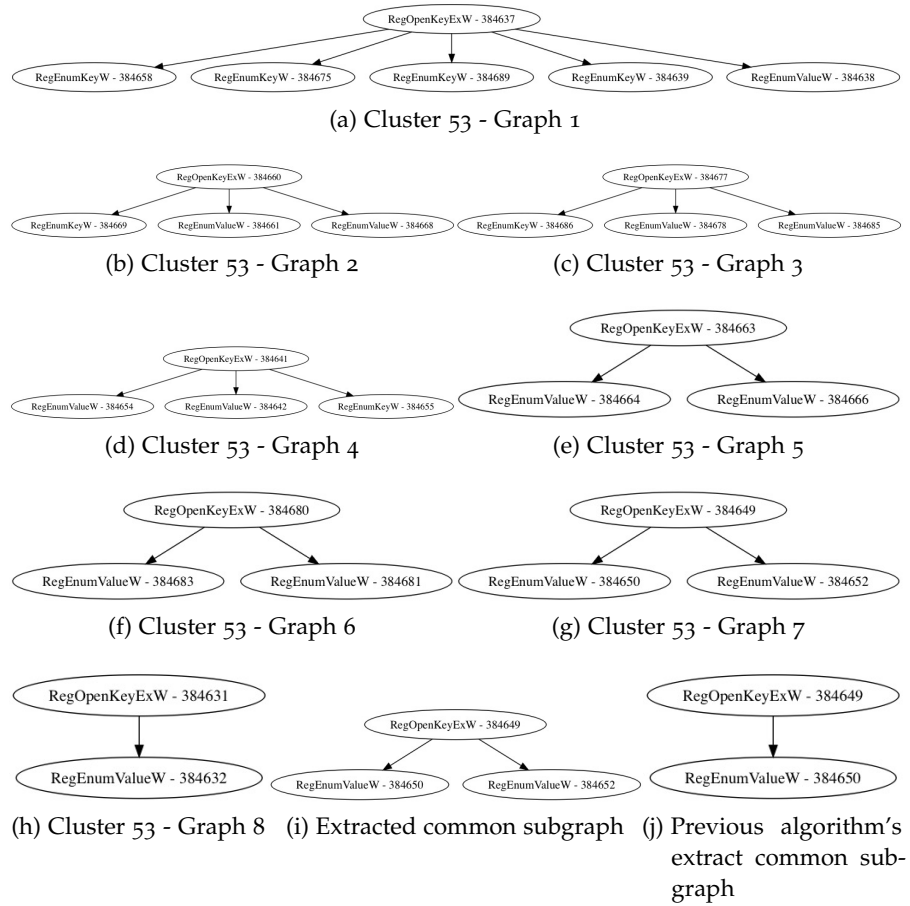 RegOpenKeyExW - 384637
RegEnumKeyW - 384658 RegEnumKeyW - 384675 RegEnumKeyW - 384689 RegEnumKeyW - 384639 RegEnumValueW - 384638
(a) Cluster 53 - Graph 1
RegOpenKeyExW - 384660
RegEnumKeyW - 384669 RegEnumValueW - 384661 RegEnumValueW - 384668
(b) Cluster 53 - Graph 2
RegOpenKeyExW - 384677
RegEnumKeyW - 384686 RegEnumValueW - 384678 RegEnumValueW - 384685
(c) Cluster 53 - Graph 3
RegOpenKeyExW - 384641
RegEnumValueW - 384654 RegEnumValueW - 384642 RegEnumKeyW - 384655
(d) Cluster 53 - Graph 4
RegOpenKeyExW - 384663
RegEnumValueW - 384664 RegEnumValueW - 384666
(e) Cluster 53 - Graph 5
RegOpenKeyExW - 384680
RegEnumValueW - 384683 RegEnumValueW - 384681
(f) Cluster 53 - Graph 6
RegOpenKeyExW - 384649
RegEnumValueW - 384650 RegEnumValueW - 384652
(g) Cluster 53 - Graph 7
RegOpenKeyExW - 384631
RegEnumValueW - 384632
(h) Cluster 53 - Graph 8
RegOpenKeyExW - 384649
RegEnumValueW - 384650 RegEnumValueW - 384652
(i) Extracted common subgraph
RegOpenKeyExW - 384649
RegEnumValueW - 384650
(j) Previous algorithm's
extract common sub-
graph